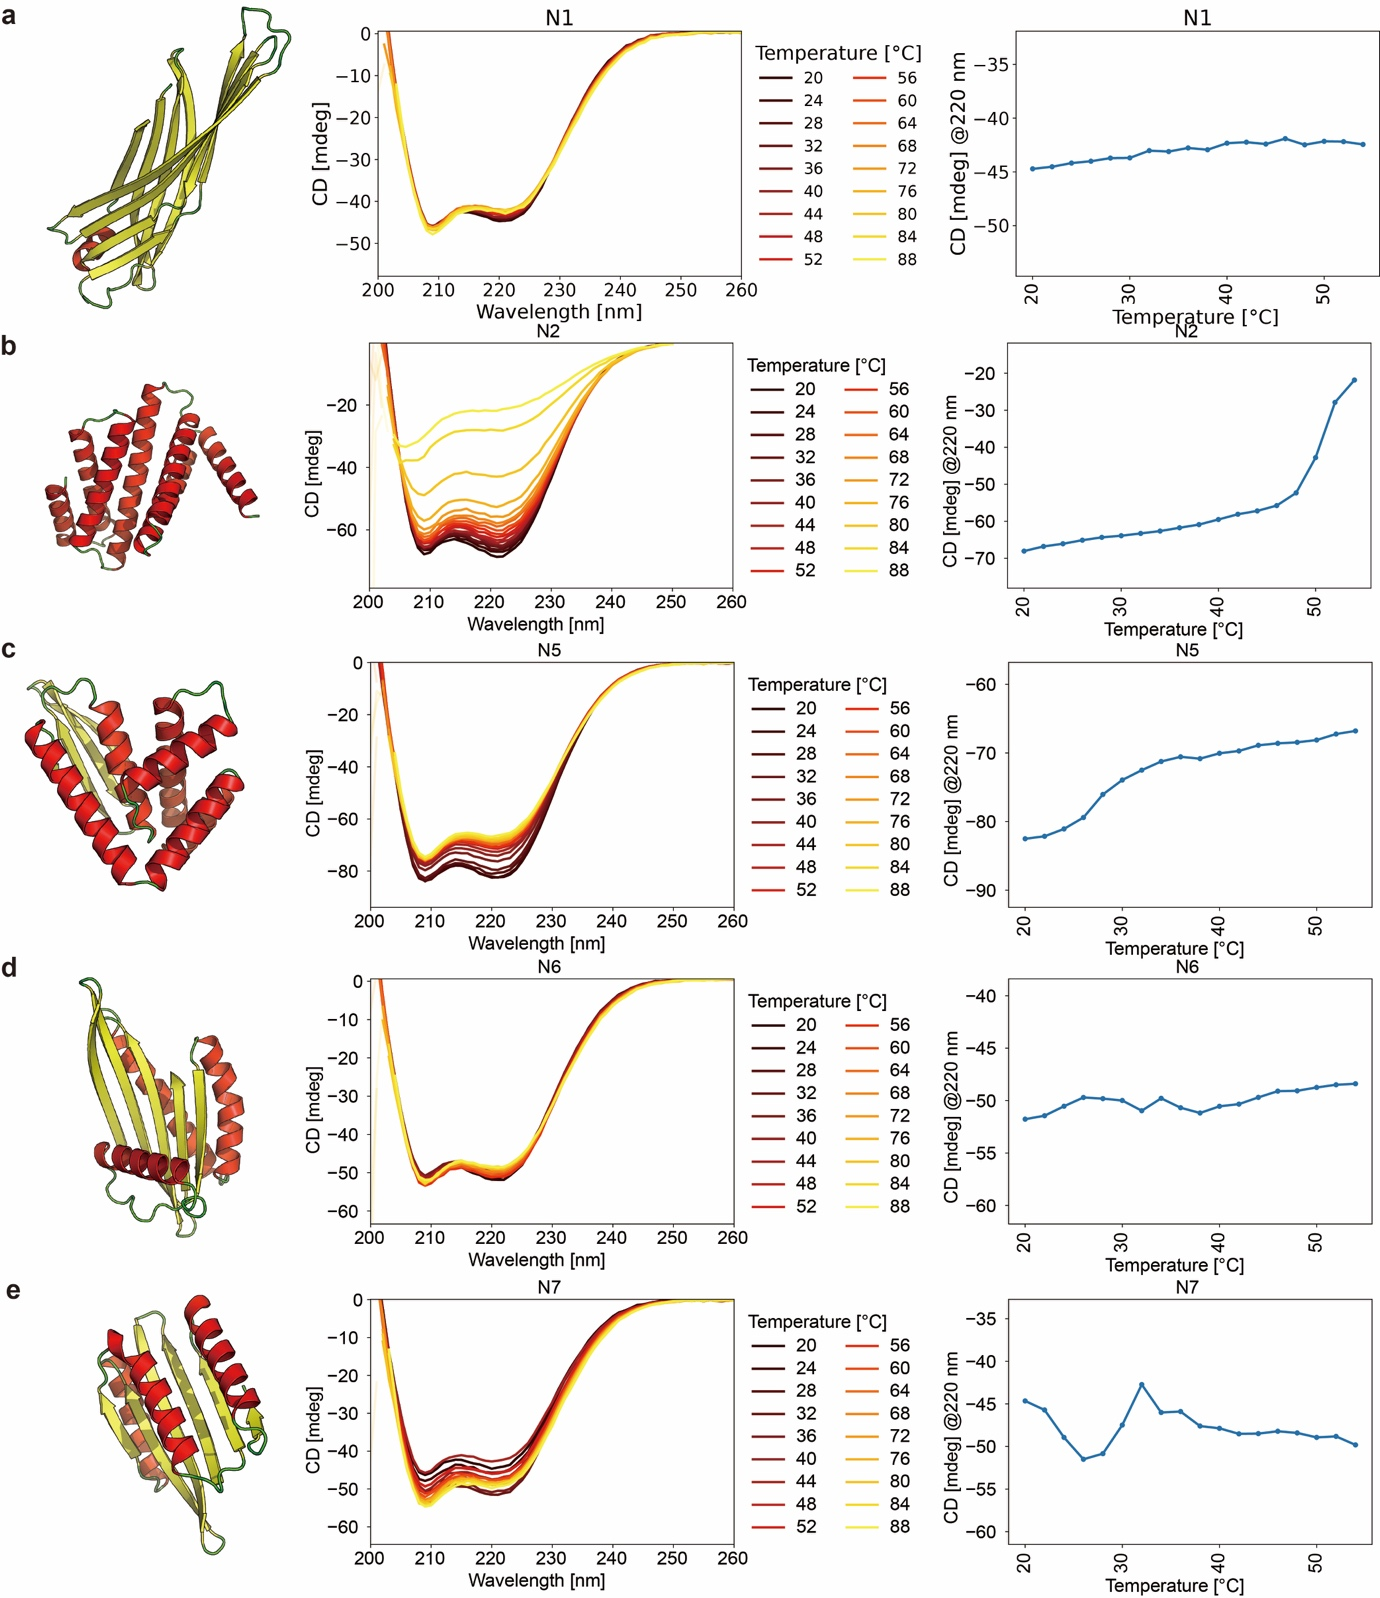 a
N1
0
−10
−20
−30
−40
−50
CD [mdeg]
200 210 220 230 240 250 260
Wavelength [nm]
Temperature [°C]
20 56
24 60
28 64
32 68
36 72
40 76
44 80
48 84
52 88
N1
−35
−40
−45
−50
CD [mdeg] @220 nm
20 30 40 50
Temperature [°C]
b
N2
−20
−40
−60
CD [mdeg]
200 210 220 230 240 250 260
Wavelength [nm]
Temperature [°C]
20 56
24 60
28 64
32 68
36 72
40 76
44 80
48 84
52 88
N2
−20
−30
−40
−50
−60
−70
CD [mdeg] @220 nm
20 30 40 50
Temperature [°C]
c
N5
0
−20
−40
−60
−80
CD [mdeg]
200 210 220 230 240 250 260
Wavelength [nm]
Temperature [°C]
20 56
24 60
28 64
32 68
36 72
40 76
44 80
48 84
52 88
N5
−60
−70
−80
−90
CD [mdeg] @220 nm
20 30 40 50
Temperature [°C]
d
N6
0
−10
−20
−30
−40
−50
−60
CD [mdeg]
200 210 220 230 240 250 260
Wavelength [nm]
Temperature [°C]
20 56
24 60
28 64
32 68
36 72
40 76
44 80
48 84
52 88
N6
−40
−45
−50
−55
−60
CD [mdeg] @220 nm
20 30 40 50
Temperature [°C]
e
N7
0
−10
−20
−30
−40
−50
−60
CD [mdeg]
200 210 220 230 240 250 260
Wavelength [nm]
Temperature [°C]
20 56
24 60
28 64
32 68
36 72
40 76
44 80
48 84
52 88
N7
−35
−40
−45
−50
−55
−60
CD [mdeg] @220 nm
20 30 40 50
Temperature [°C]